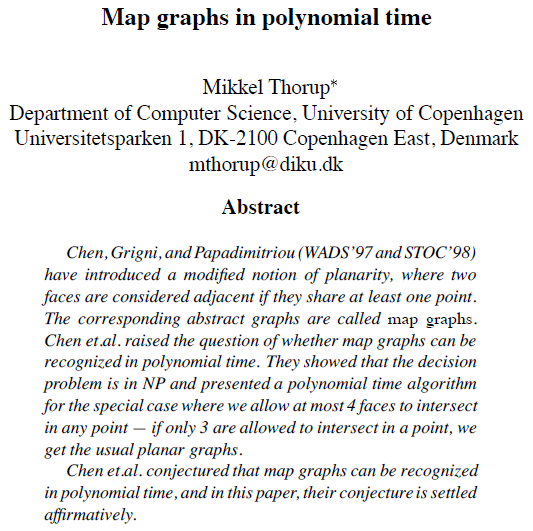 Map graphs in polynomial time
Mikkel Thorup*
Department of Computer Science, University of Copenhagen
Universitetsparken 1, DK-2100 Copenhagen East, Denmark
mthorup@diku.dk
Abstract
Chen, Grigni, and Papadimitriou (WADS'97 and STOC'98)
have introduced a modified notion of planarity, where two
faces are considered adjacent if they share at least one point.
The corresponding abstract graphs are called map graphs.
Chen et.al. raised the question of whether map graphs can be
recognized in polynomial time. They showed that the decision
problem is in NP and presented a polynomial time algorithm
for the special case where we allow at most 4 faces to intersect
in any point — if only 3 are allowed to intersect in a point, we
get the usual planar graphs.
Chen et.al. conjectured that map graphs can be recognized
in polynomial time, and in this paper, their conjecture is settled
affirmatively.